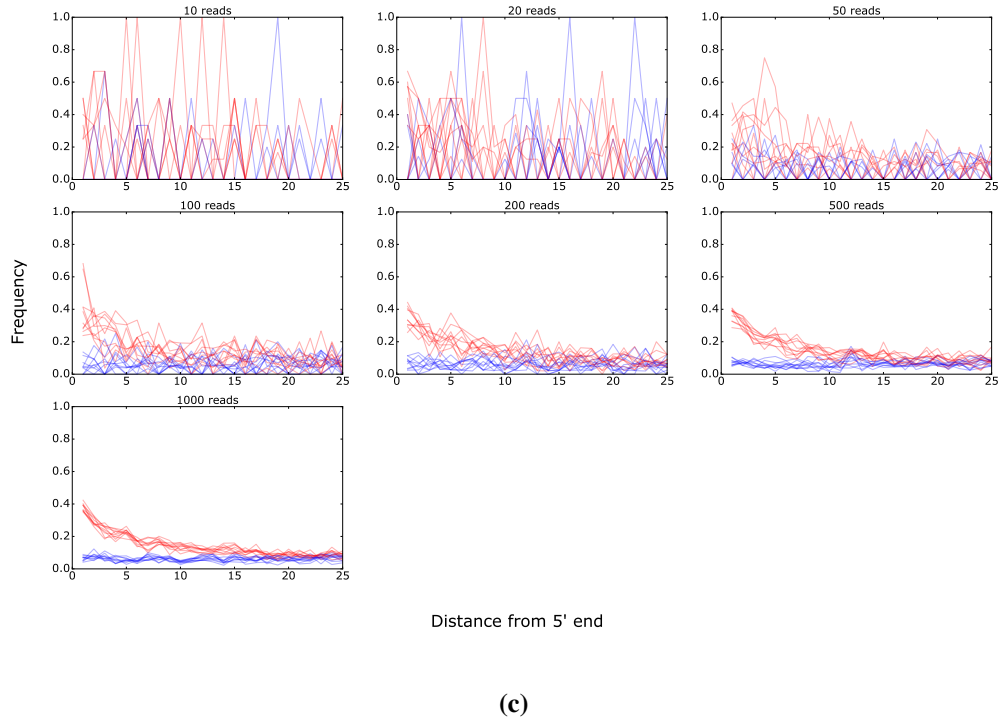 10 reads
20 reads
50 reads
1.0 1.0 1.0
0.8 0.8 0.8
0.6 0.6 0.6
0.4 0.4 0.4
0.2 0.2 0.2
0.0 0.0 0.0
0 5 10 15 20 25 0 5 10 15 20 25 0 5 10 15 20 25
100 reads
200 reads
500 reads
1.0 1.0 1.0
0.8 0.8 0.8
0.6 0.6 0.6
0.4 0.4 0.4
0.2 0.2 0.2
0.0 0.0 0.0
0 5 10 15 20 25 0 5 10 15 20 25 0 5 10 15 20 25
Frequency
1000 reads
1.0
0.8
0.6
0.4
0.2
0.0
0 5 10 15 20 25
Distance from 5' end
(c)